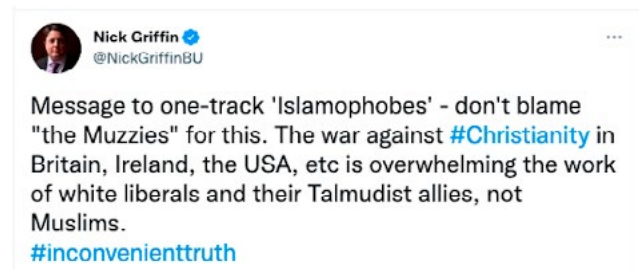 Nick Griffin
@NickGriffinBU
Message to one-track 'Islamophobes' - don't blame
"the Muzzies" for this. The war against #Christianity in
Britain, Ireland, the USA, etc is overwhelming the work
of white liberals and their Talmudist allies, not
Muslims.
#inconvenienttruth